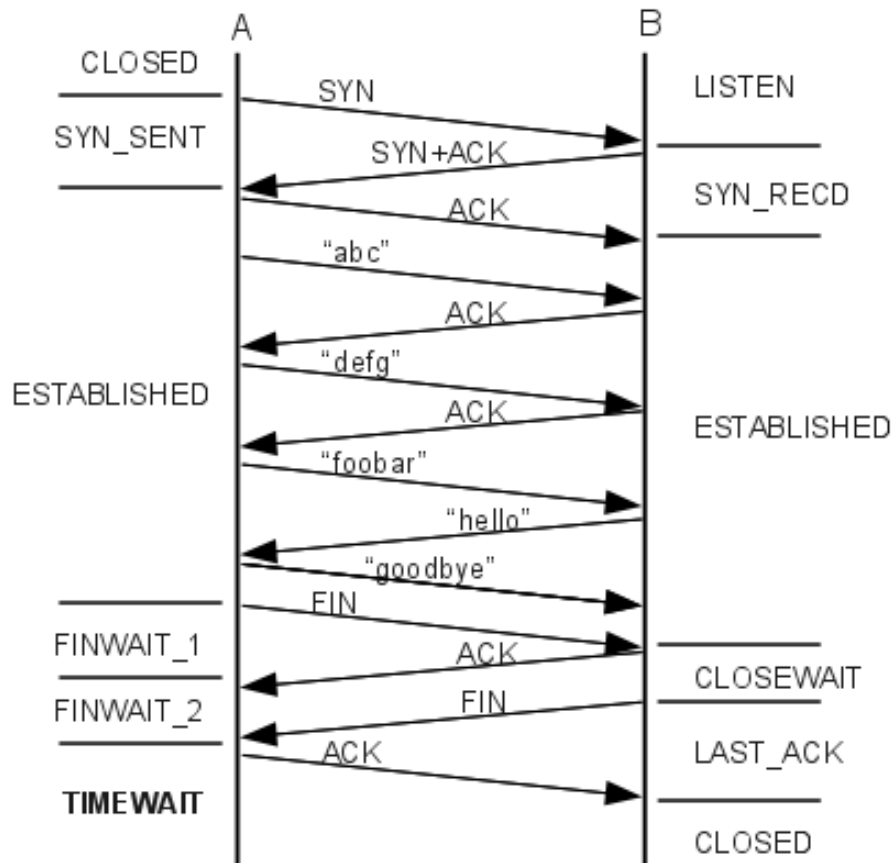 A
B
CLOSED
LISTEN
SYN
SYN_SENT
SYN+ACK
SYN_RECD
ACK
“abc”
ACK
“defg”
ESTABLISHED
ACK
ESTABLISHED
“foobar”
“hello”
“goodbye”
FIN
FINWAIT_1
ACK
CLOSEWAIT
FINWAIT_2
FIN
ACK
LAST_ACK
TIMEWAIT
CLOSED